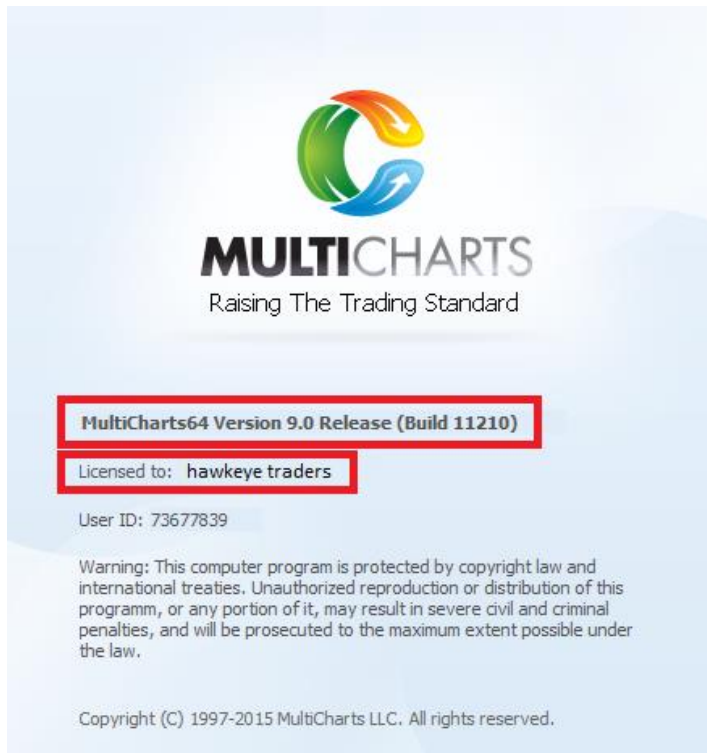 MULTICHARTS
Raising The Trading Standard
MultiCharts64 Version 9.0 Release (Build 11210)
Licensed to: hawkeye traders
User ID: 73677839
Warning: This computer program is protected by copyright law and
international treaties. Unauthorized reproduction or distribution of this
programm, or any portion of it, may result in severe civil and criminal
penalties, and will be prosecuted to the maximum extent possible under
the law.
Copyright (C) 1997-2015 MultiCharts LLC. All rights reserved.